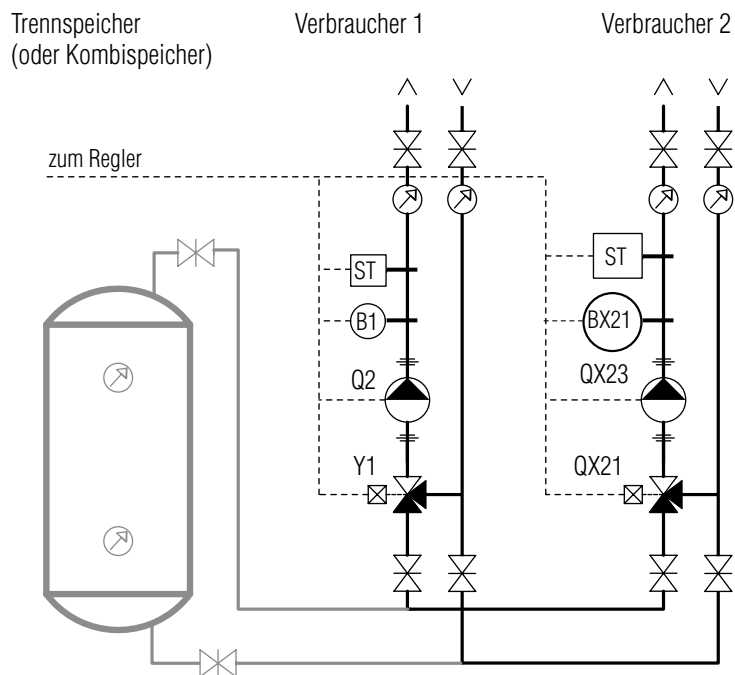 Trennspeicher
(oder Kombispeicher)
Verbraucher 1
Verbraucher 2
zum Regler
ST
ST
B1
BX21
Q2
QX23
Y1
QX21